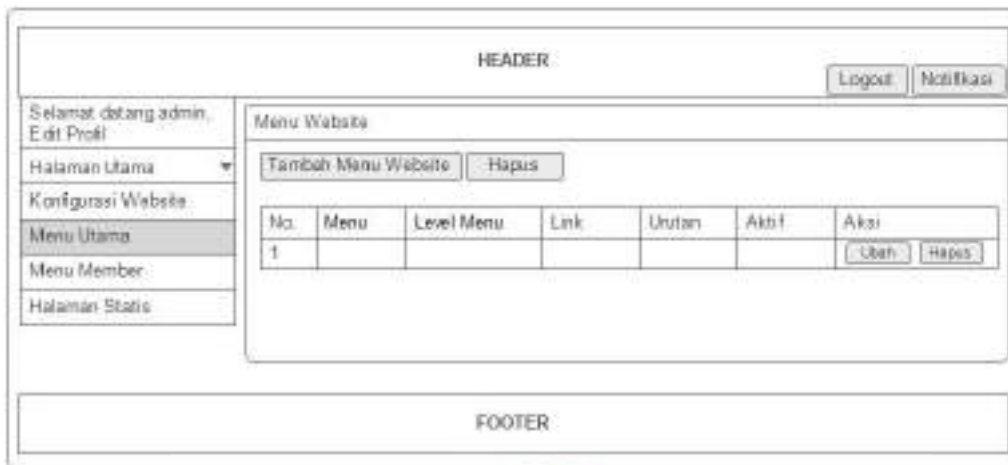 HEADER
Logout Notifikasi
Selamat datang admin,
Edit Profil
Halaman Utama
Konfigurasi Website
Menu Utama
Menu Member
Halaman Statis
Menu Website
Tambah Menu Website Hapus
No. Menu Level Menu Link Urutan Aktif Aksi
1 Ubah Hapus
FOOTER